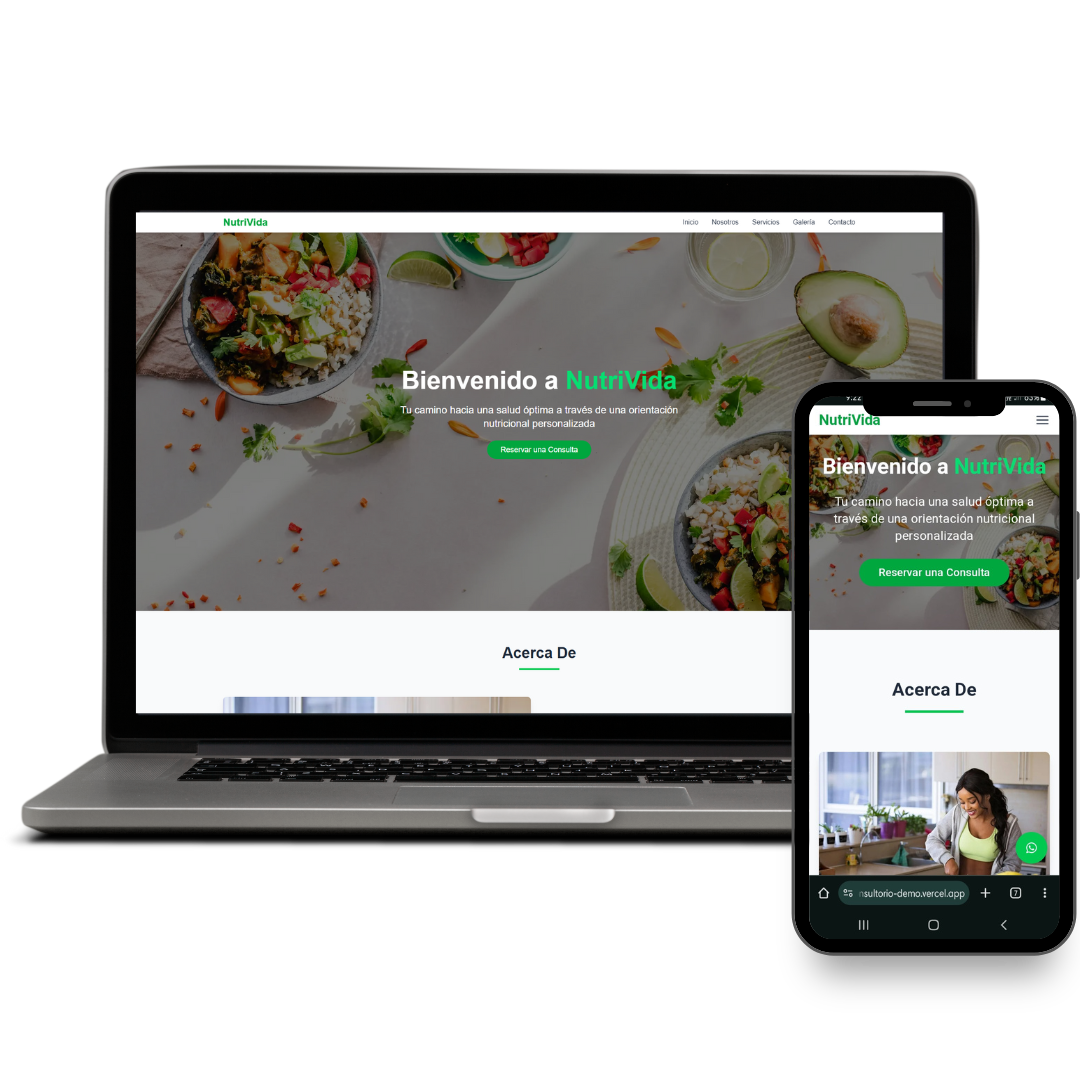 NutriVida
Inicio Nosotros Servicios Galería Contacto
Bienvenido a NutriVida
Tu camino hacia una salud óptima a través de una orientación
nutricional personalizada
Reservar una Consulta
Acerca De
NutriVida
Bienvenido a NutriVida
Tu camino hacia una salud óptima a
través de una orientación nutricional
personalizada
Reservar una Consulta
Acerca De
sultorio-demo.vercel.app
7